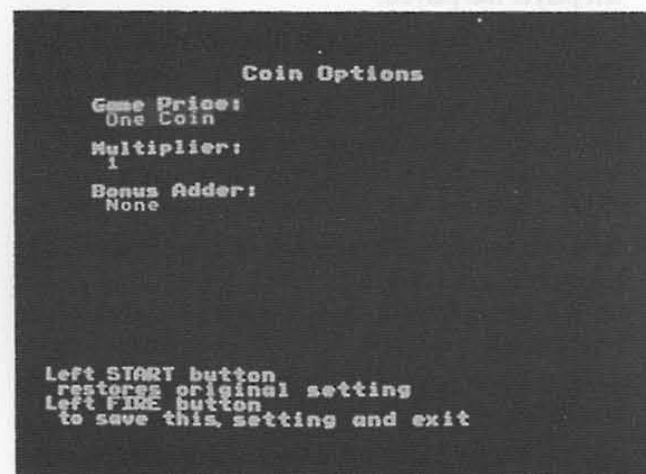 Coin Options
Game Price:
One Coin
Multiplier:
1
Bonus Adder:
None
Left START button
restores original setting
Left FIRE button
to save this setting and exit